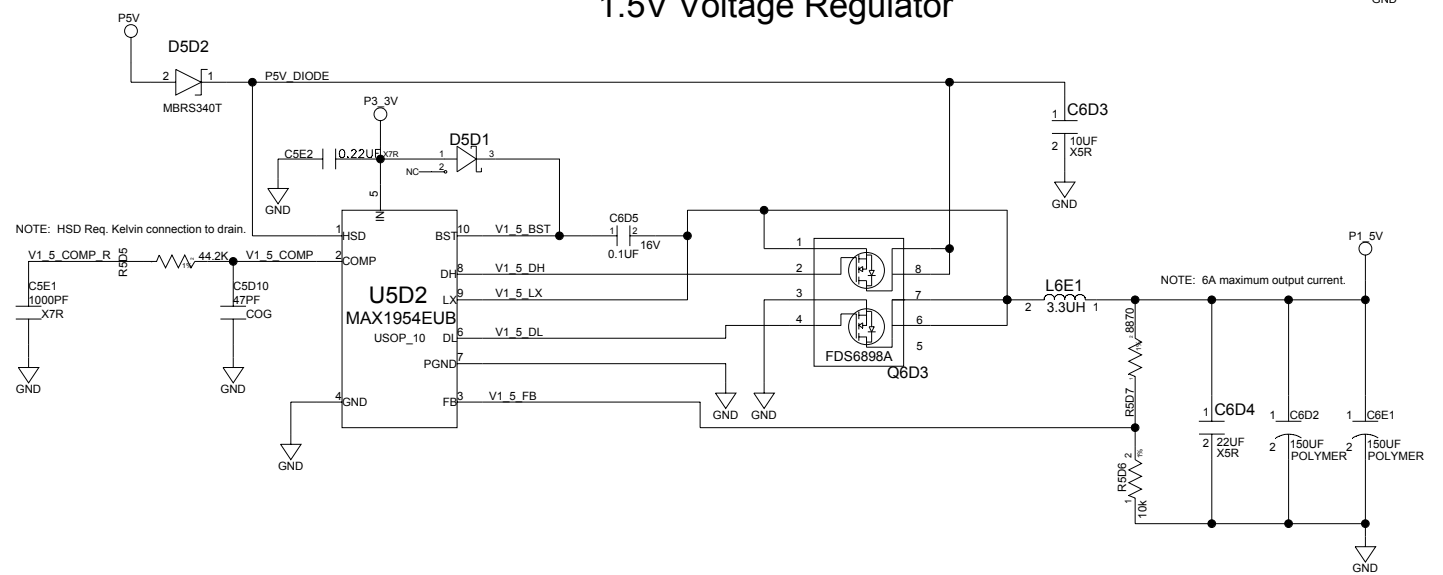 1.5V Voltage Regulator
GND
P5V
D5D2
2
1
P5V_DIODE
MBRS340T
P3_3V
C5E2
0.22UF
X7R
D5D1
1
3
NC
2
GND
5
IN
C6D3
1
2
10UF
X5R
GND
NOTE: HSD Req. Kelvin connection to drain.
V1_5_COMP_R
R5D5
1%
44.2K
V1_5_COMP
C5E1
1000PF
X7R
GND
C5D10
47PF
COG
GND
1
HSD
2
COMP
U5D2
MAX1954EUB
USOP_10
BST
10
V1_5_BST
DH
8
V1_5_DH
LX
9
V1_5_LX
DL
6
V1_5_DL
PGND
7
FB
3
V1_5_FB
4
GND
GND
C6D5
1
2
16V
0.1UF
1
2
3
4
8
7
6
5
FDS6898A
Q6D3
GND
GND
L6E1
2
3.3UH
1
P1_5V
NOTE: 6A maximum output current.
2
8870
1%
1
R5D7
2
1%
R5D6
1
10k
1
C6D4
2
22UF
X5R
1
C6D2
2
150UF
POLYMER
1
C6E1
2
150UF
POLYMER
GND